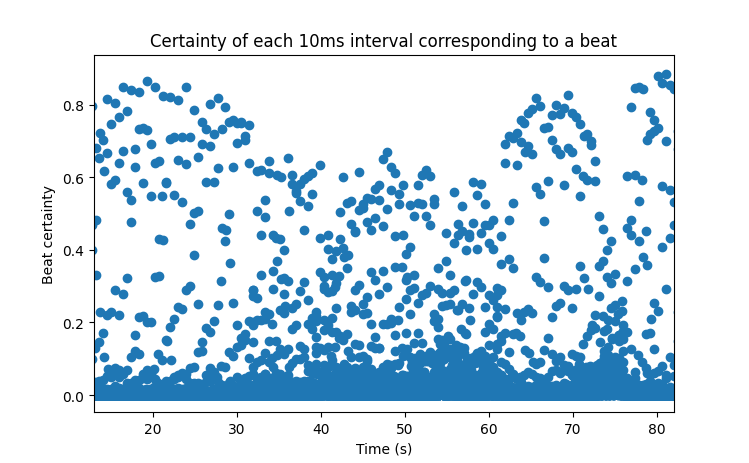 Certainty of each 10ms interval corresponding to a beat
Beat certainty
0.8
0.6
0.4
0.2
0.0
20 30 40 50 60 70 80
Time (s)